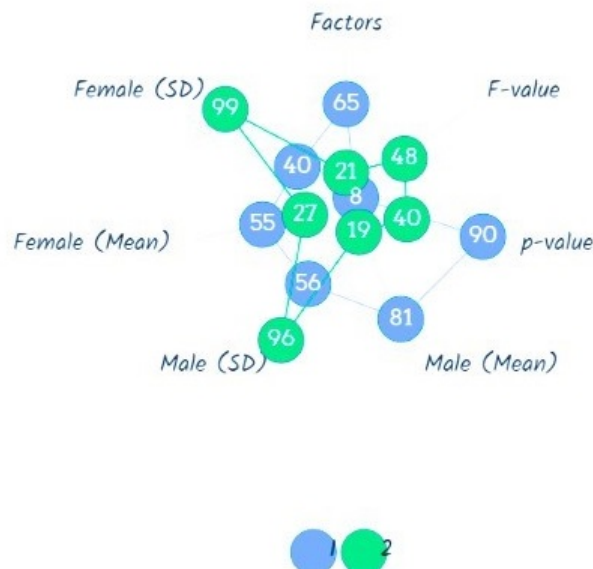 Factors
Female (SD)
F-value
99
65
48
40
21
8
55
27
19
40
90
Female (Mean)
p-value
56
81
96
Male (SD)
Male (Mean)
1
2